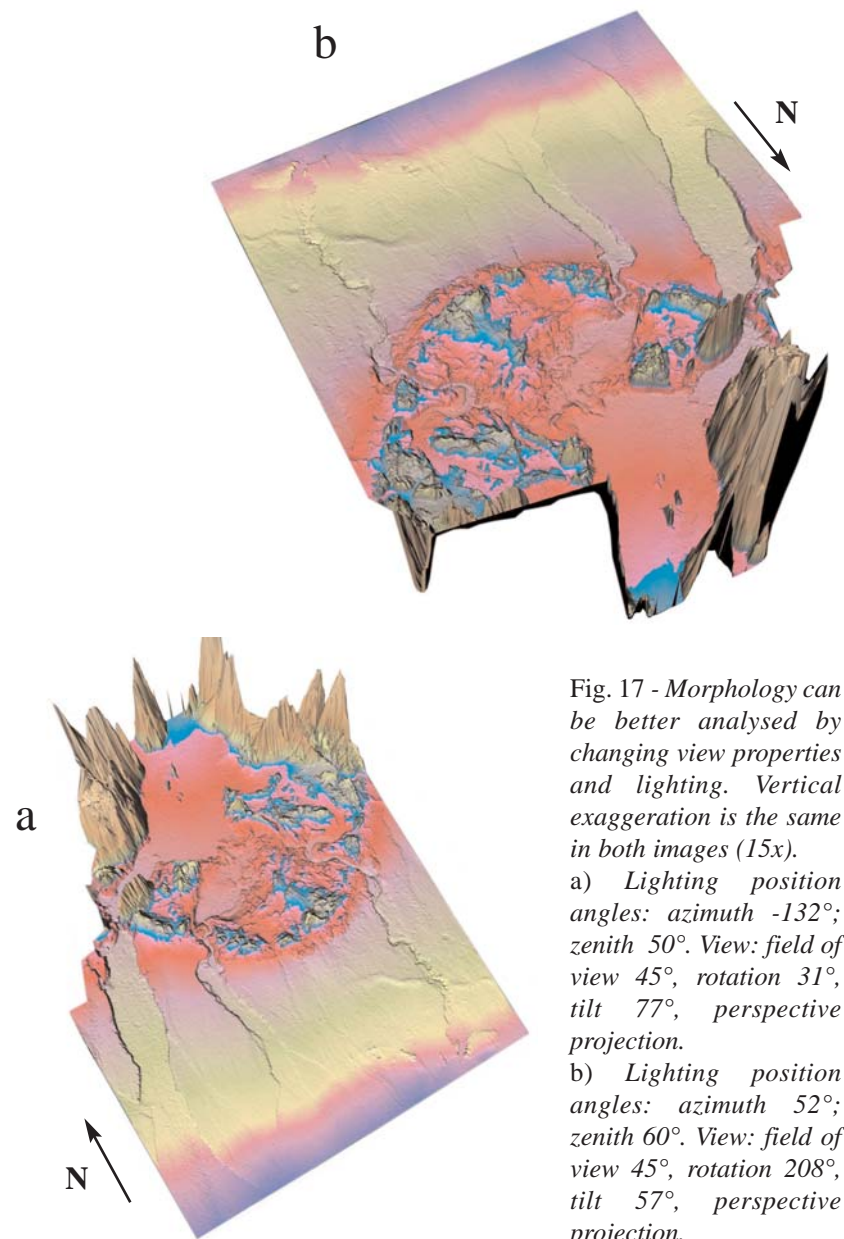 b
N
a
N
Fig. 17 - Morphology can
be better analysed by
changing view properties
and lighting. Vertical
exaggeration is the same
in both images (15x).
a) Lighting position
angles: azimuth -132°;
zenith 50°. View: field of
view 45°, rotation 31°,
tilt 77°, perspective
projection.
b) Lighting position
angles: azimuth 52°;
zenith 60°. View: field of
view 45°, rotation 208°,
tilt 57°, perspective
projection.